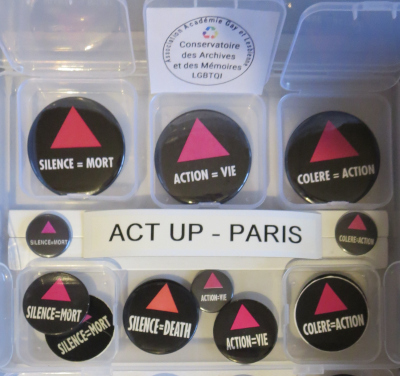 Association Académie Gay et Lesbienne
Conservatoire
des Archives
et des Mémoires
LGBTQI
SILENCE = MORT
ACTION = VIE
COLERE = ACTION
SILENCE=MORT
ACT UP - PARIS
COLERE=ACTION
SILENCE=MORT
SILENCE=MORT
SILENCE=DEATH
ACTION=VIE
ACTION=VIE
COLERE=ACTION